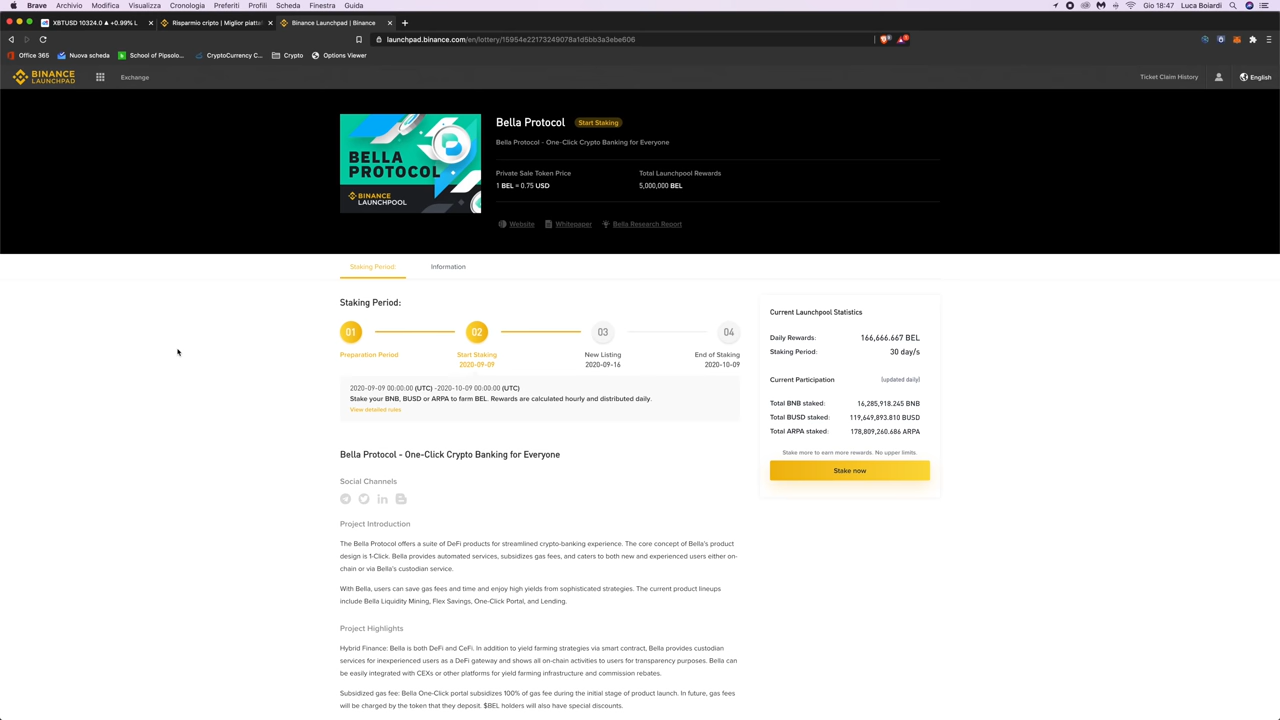 Brave Archivio Modifica Visualizza Cronologia Preferiti Profili Scheda Finestra Guida
Gio 18:47 Luca Boiardi
XBTUSD 10324.0 ▲ +0.99% L
Risparmio cripto | Miglior piattaf
Binance Launchpad | Binance
launchpad.binance.com/en/lottery/15954e22173249078a1d5bb3a3ebe606
Office 365 Nuova scheda School of Pipsolo... CryptoCurrency C... Crypto Options Viewer
BINANCE LAUNCHPAD
Exchange
Ticket Claim History
English
BELLA
PROTOCOL
BINANCE
LAUNCHPOOL
Bella Protocol Start Staking
Bella Protocol - One-Click Crypto Banking for Everyone
Private Sale Token Price Total Launchpool Rewards
1 BEL = 0.75 USD 5,000,000 BEL
Website Whitepaper Bella Research Report
Staking Period Information
Staking Period:
01 02 03 04
Preparation Period Start Staking New Listing End of Staking
2020-09-09 2020-09-16 2020-10-09
2020-09-09 00:00:00 (UTC) -2020-10-09 00:00:00 (UTC)
Stake your BNB, BUSD or ARPA to farm BEL. Rewards are calculated hourly and distributed daily.
View detailed rules
Current Launchpool Statistics
Daily Rewards: 166,666.667 BEL
Staking Period: 30 day/s
Current Participation (updated daily)
Total BNB staked: 16,285,918.245 BNB
Total BUSD staked: 119,649,893.810 BUSD
Total ARPA staked: 178,809,260.686 ARPA
Stake more to earn more rewards. No upper limits.
Stake now
Bella Protocol - One-Click Crypto Banking for Everyone
Social Channels
Project Introduction
The Bella Protocol offers a suite of DeFi products for streamlined crypto-banking experience. The core concept of Bella's product
design is 1-Click. Bella provides automated services, subsidizes gas fees, and caters to both new and experienced users either on-
chain or via Bella's custodian service.
With Bella, users can save gas fees and time and enjoy high yields from sophisticated strategies. The current product lineups
include Bella Liquidity Mining, Flex Savings, One-Click Portal, and Lending.
Project Highlights
Hybrid Finance: Bella is both DeFi and CeFi. In addition to yield farming strategies via smart contract, Bella provides custodian
services for inexperienced users as a DeFi gateway and shows all on-chain activities to users for transparency purposes. Bella can
be easily integrated with CEXs or other platforms for yield farming infrastructure and commission rebates.
Subsidized gas fee: Bella One-Click portal subsidizes 100% of gas fee during the initial stage of product launch. In future, gas fees
will be charged by the token that they deposit. $BEL holders will also have special discounts.